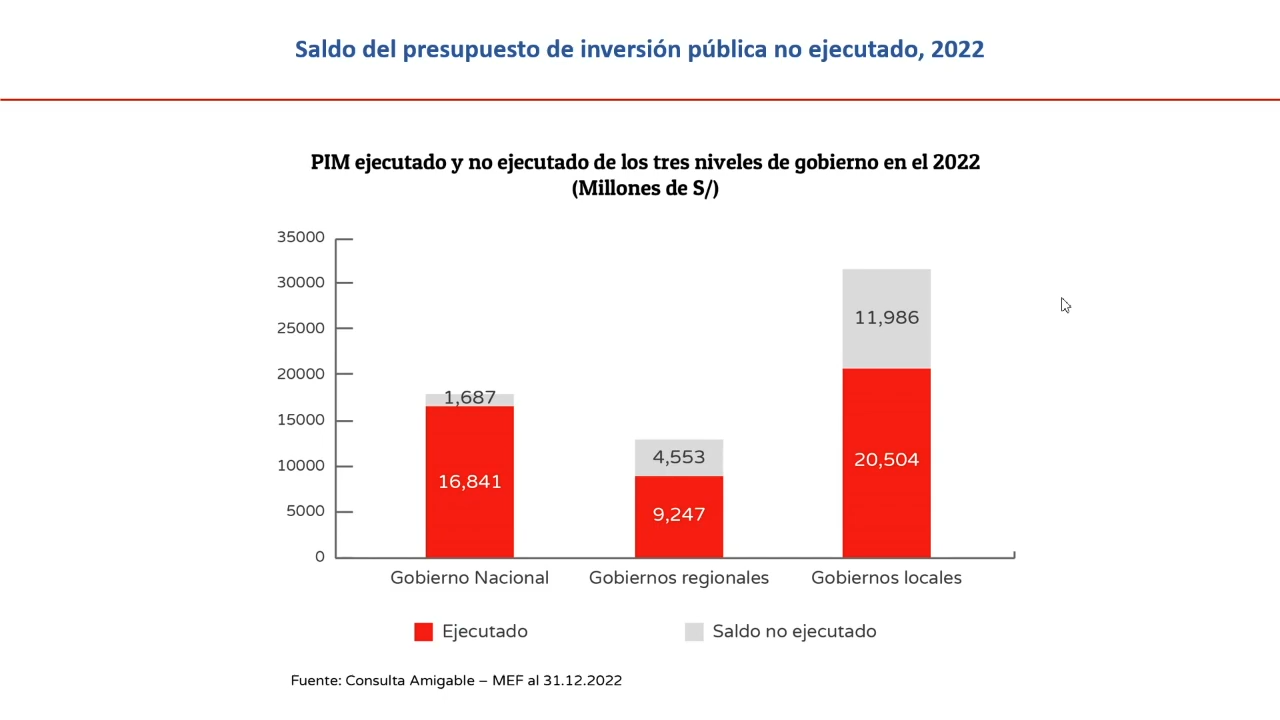 Saldo del presupuesto de inversión pública no ejecutado, 2022
PIM ejecutado y no ejecutado de los tres niveles de gobierno en el 2022
(Millones de S/)
35000
30000
25000
20000
15000
10000
5000
0
1,687
16,841
4,553
9,247
11,986
20,504
Gobierno Nacional
Gobiernos regionales
Gobiernos locales
Ejecutado
Saldo no ejecutado
Fuente: Consulta Amigable – MEF al 31.12.2022